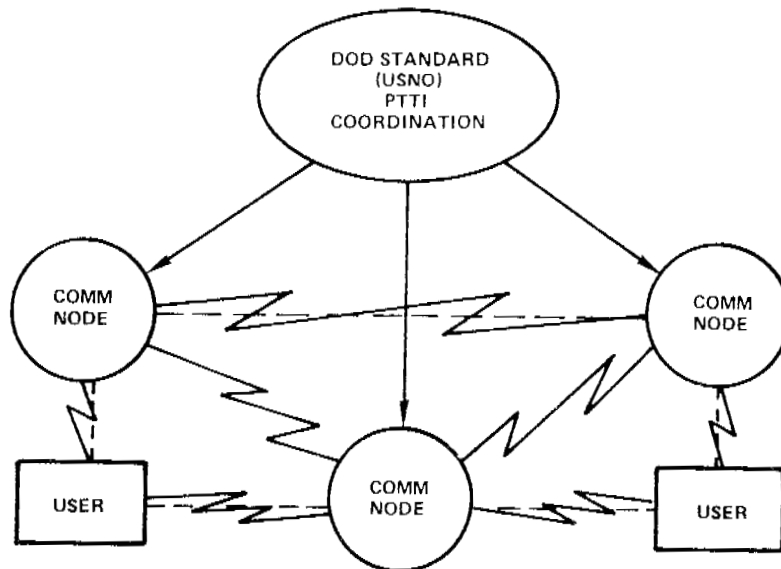 DOD STANDARD
(USNO)
PTTI
COORDINATION
COMM
NODE
COMM
NODE
USER
COMM
NODE
USER